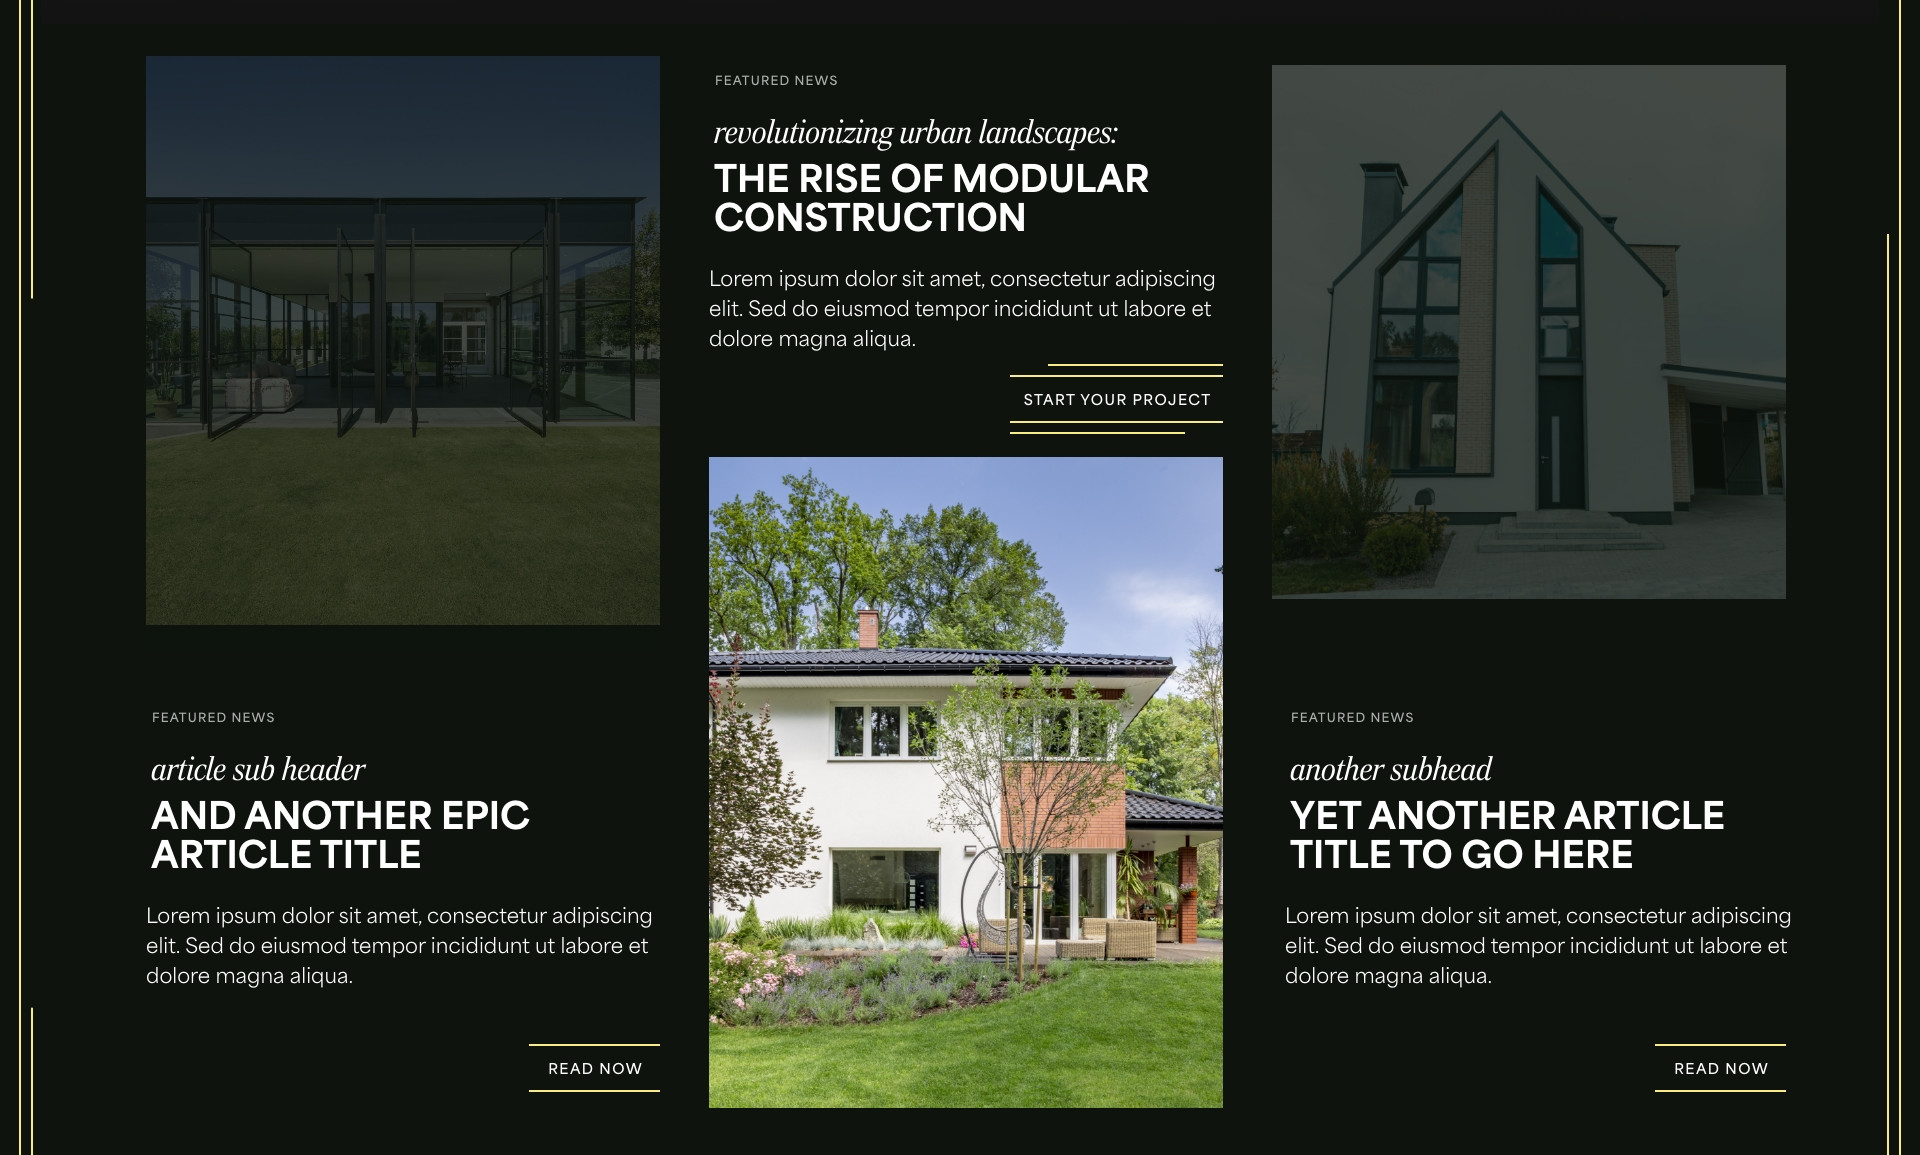 FEATURED NEWS
revolutionizing urban landscapes:
THE RISE OF MODULAR
CONSTRUCTION
Lorem ipsum dolor sit amet, consectetur adipiscing
elit. Sed do eiusmod tempor incididunt ut labore et
dolore magna aliqua.
START YOUR PROJECT
FEATURED NEWS
article sub header
AND ANOTHER EPIC
ARTICLE TITLE
Lorem ipsum dolor sit amet, consectetur adipiscing
elit. Sed do eiusmod tempor incididunt ut labore et
dolore magna aliqua.
READ NOW
FEATURED NEWS
another subhead
YET ANOTHER ARTICLE
TITLE TO GO HERE
Lorem ipsum dolor sit amet, consectetur adipiscing
elit. Sed do eiusmod tempor incididunt ut labore et
dolore magna aliqua.
READ NOW